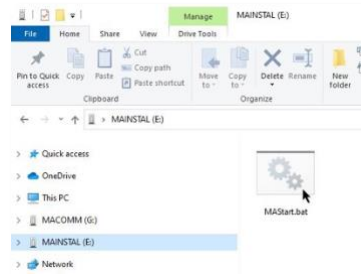 Manage
MAINSTAL (E:)
File
Home
Share
View
Drive Tools
Pin to Quick access
Copy
Paste
Cut
Copy path
Paste shortcut
Move to
Copy to
Delete
Rename
New folder
Clipboard
Organize
MAINSTAL (E:)
Quick access
OneDrive
This PC
MACOMM (G:)
MAINSTAL (E:)
Network
MAStart.bat